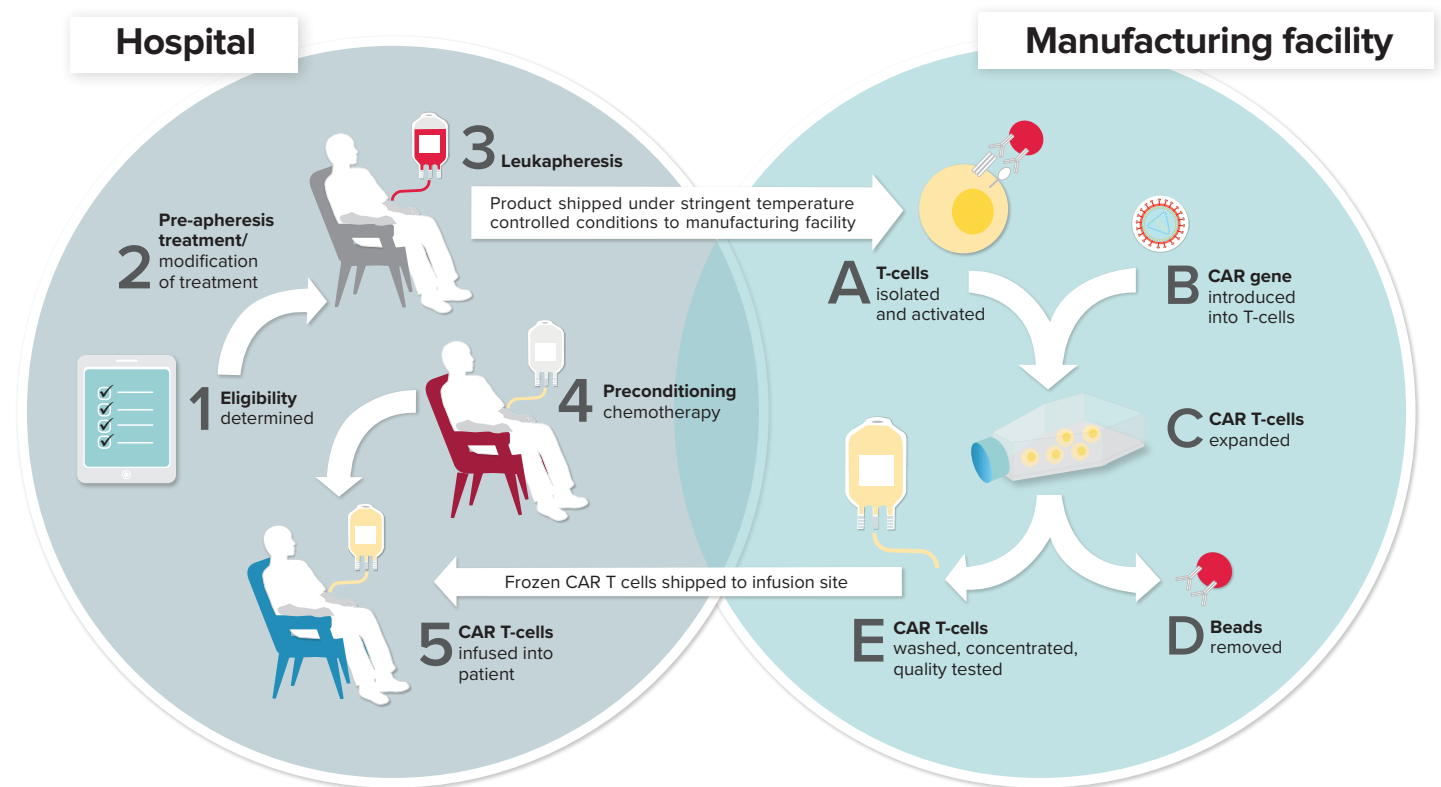 Hospital
Manufacturing facility
3 Leukapheresis
Product shipped under stringent temperature
controlled conditions to manufacturing facility
2 Pre-apheresis
treatment/
modification
of treatment
1 Eligibility
determined
4 Preconditioning
chemotherapy
5 CAR T-cells
infused into
patient
A T-cells
isolated
and activated
B CAR gene
introduced
into T-cells
C CAR T-cells
expanded
D Beads
removed
E CAR T-cells
washed, concentrated,
quality tested
Frozen CAR T cells shipped to infusion site